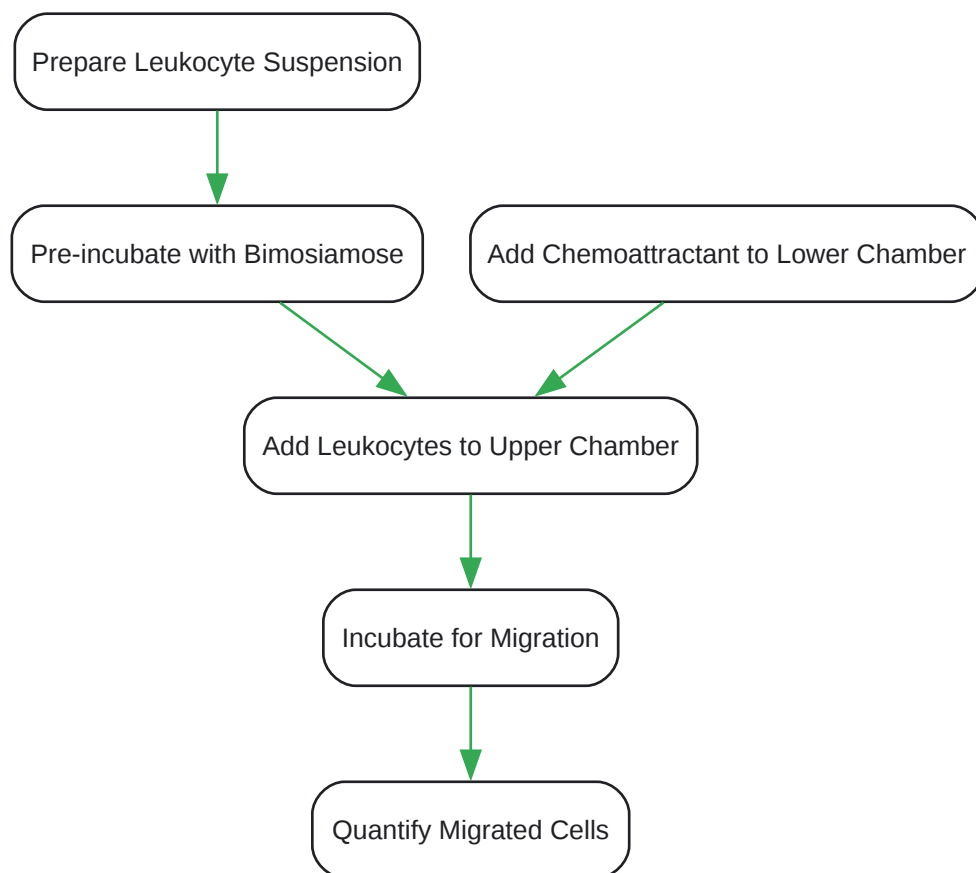 Prepare Leukocyte Suspension
Pre-incubate with Bimosiamose
Add Chemoattractant to Lower Chamber
Add Leukocytes to Upper Chamber
Incubate for Migration
Quantify Migrated Cells